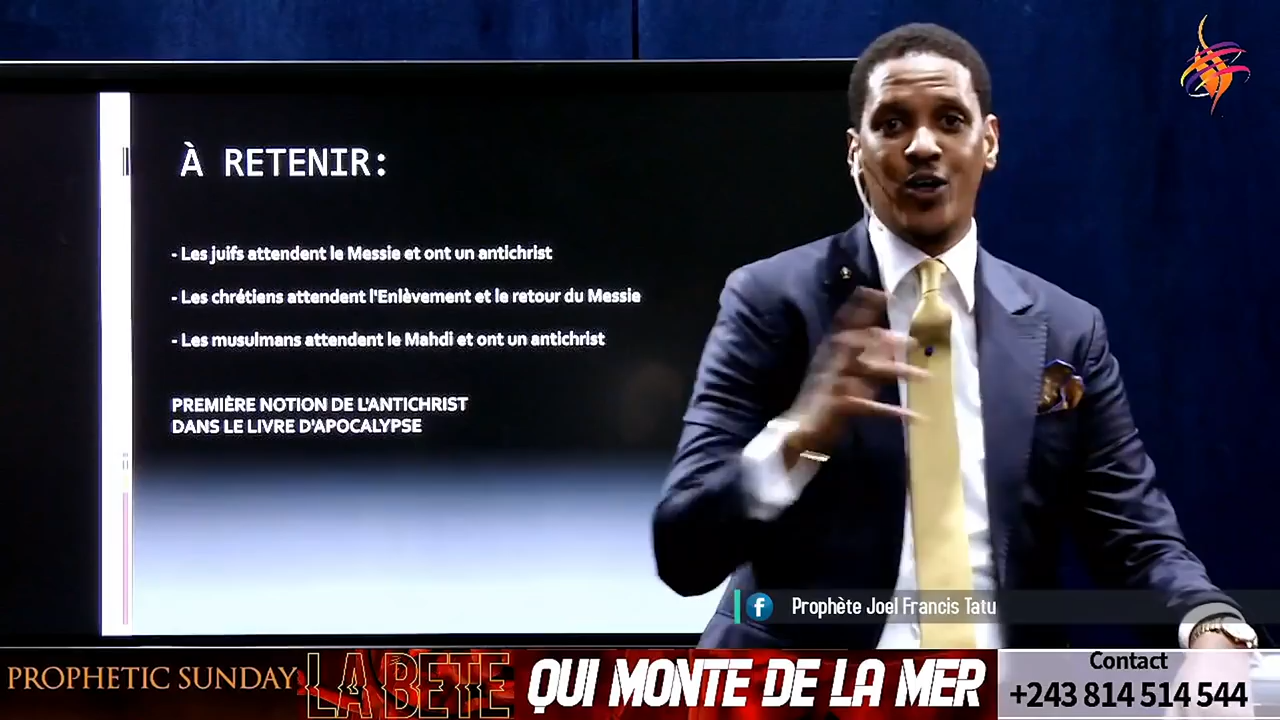 À RETENIR:
- Les juifs attendent le Messie et ont un antichrist
- Les chrétiens attendent l'Enlèvement et le retour du Messie
- Les musulmans attendent le Mahdi et ont un antichrist
PREMIÈRE NOTION DE L'ANTICHRIST
DANS LE LIVRE D'APOCALYPSE
f Prophète Joel Francis Tatu
PROPHETIC SUNDAY LA BETE QUI MONTE DE LA MER
Contact
+243 814 514 544